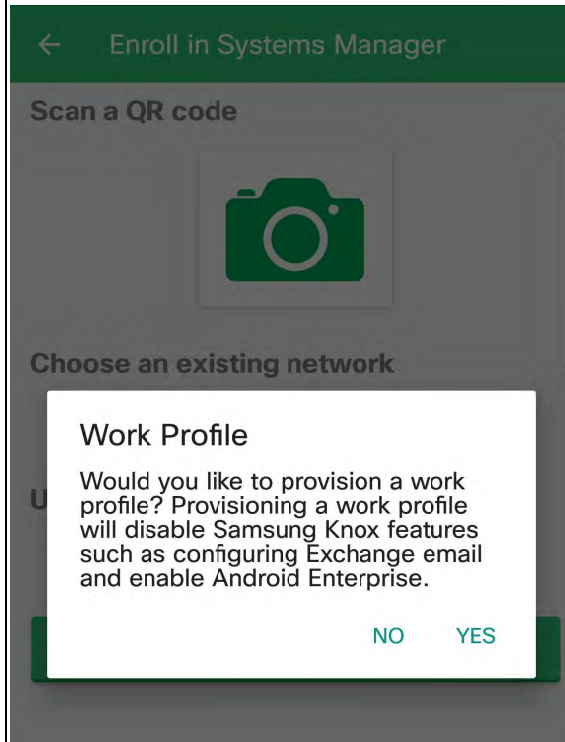 Enroll in Systems Manager
Scan a QR code
Choose an existing network
U
Work Profile
Would you like to provision a work
profile? Provisioning a work profile
will disable Samsung Knox features
such as configuring Exchange email
and enable Android Enterprise.
NO YES